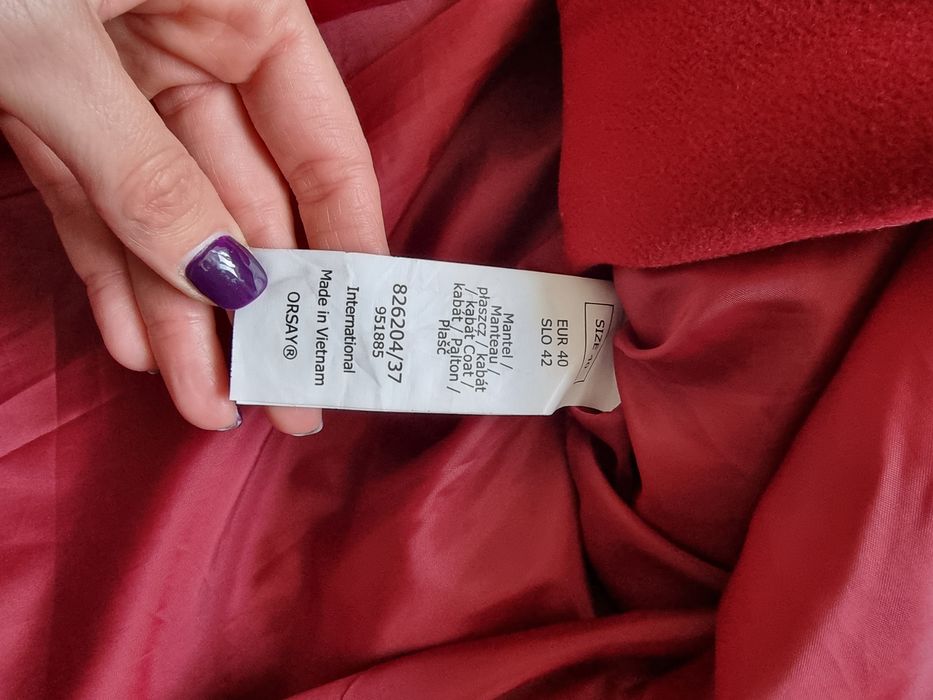 SIZE
EUR 40
SLO 42
Mantel /
Manteau /
płaszcz / kabát
/ kabát Coat /
kabát / Palton /
Plašč
826204/37
951885
International
Made in Vietnam
ORSAY®